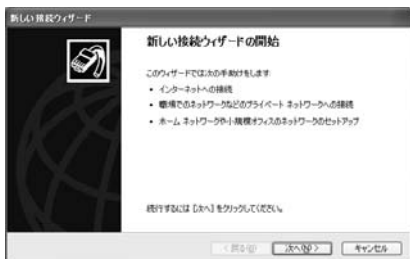 新しい接続ウィザード
新しい接続ウィザードの開始
このウィザードでは次の手助けをします
• インターネットへの接続
• 職場でのネットワークなどのプライベート ネットワークへの接続
• ホーム ネットワークや小規模オフィスのネットワークのセットアップ
続行するには [次へ] をクリックしてください。
< 戻る(B)
次へ(N) >
キャンセル